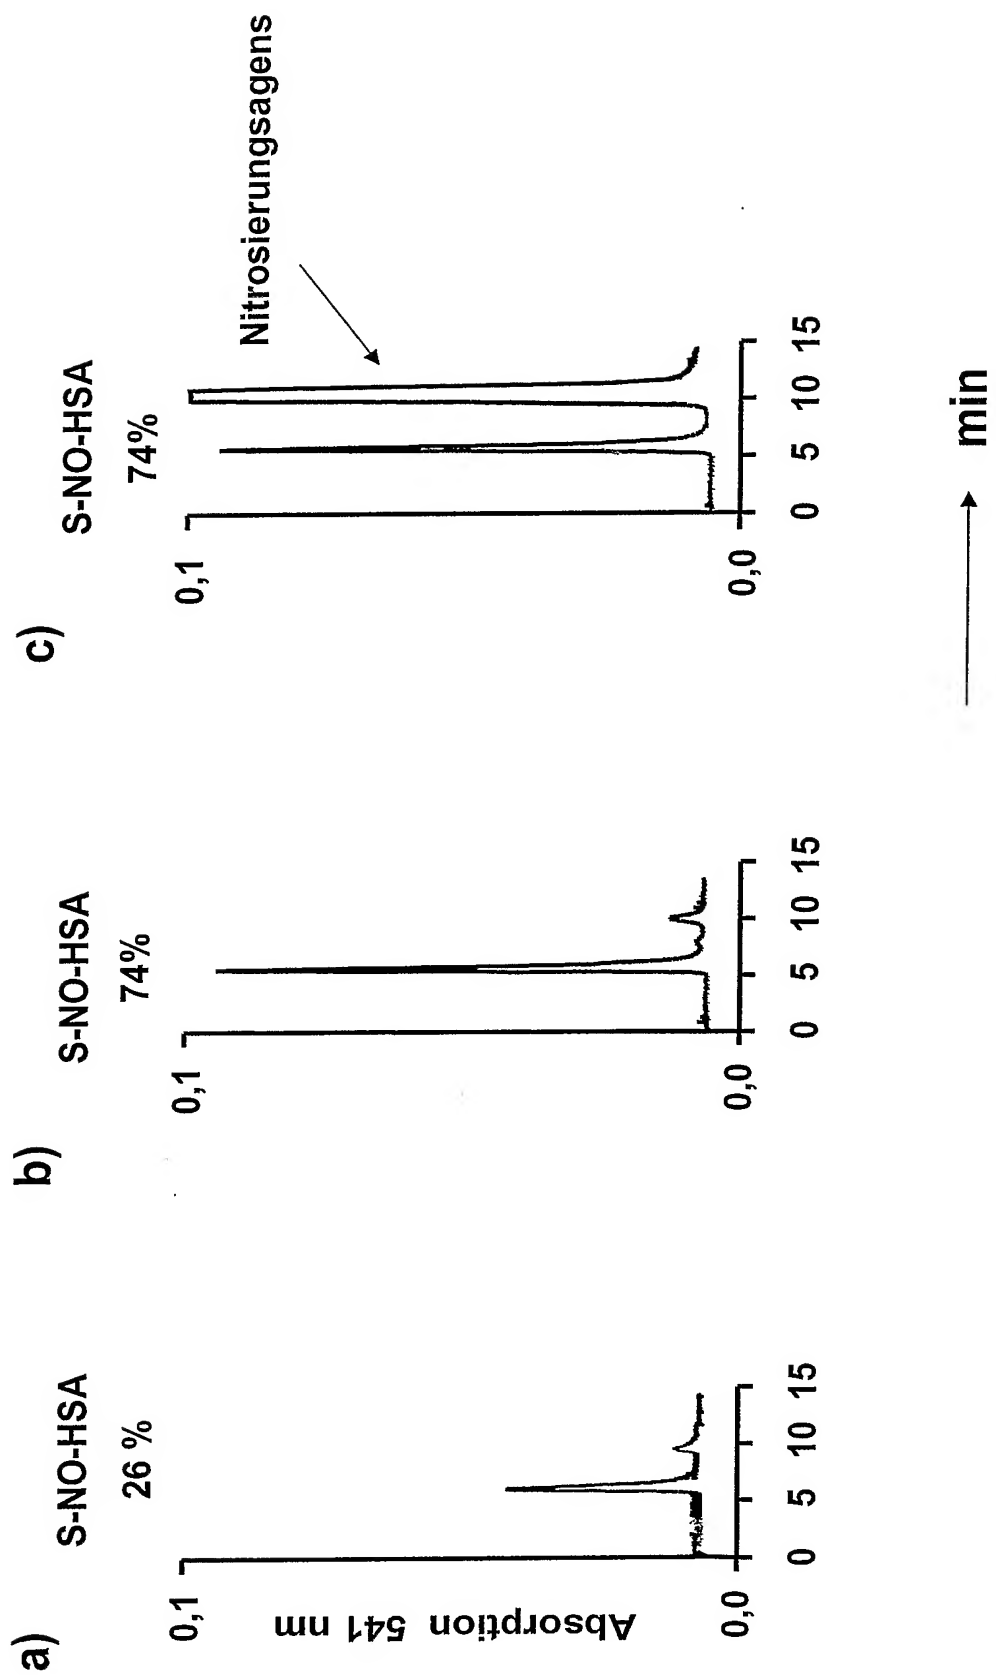 a)
S-NO-HSA
26 %
0,1
Absorption 541 nm
0,0
0 5 10 15
b)
S-NO-HSA
74%
0,1
0,0
0 5 10 15
c)
S-NO-HSA
74%
Nitrosierungsagens
0,1
0,0
0 5 10 15
min